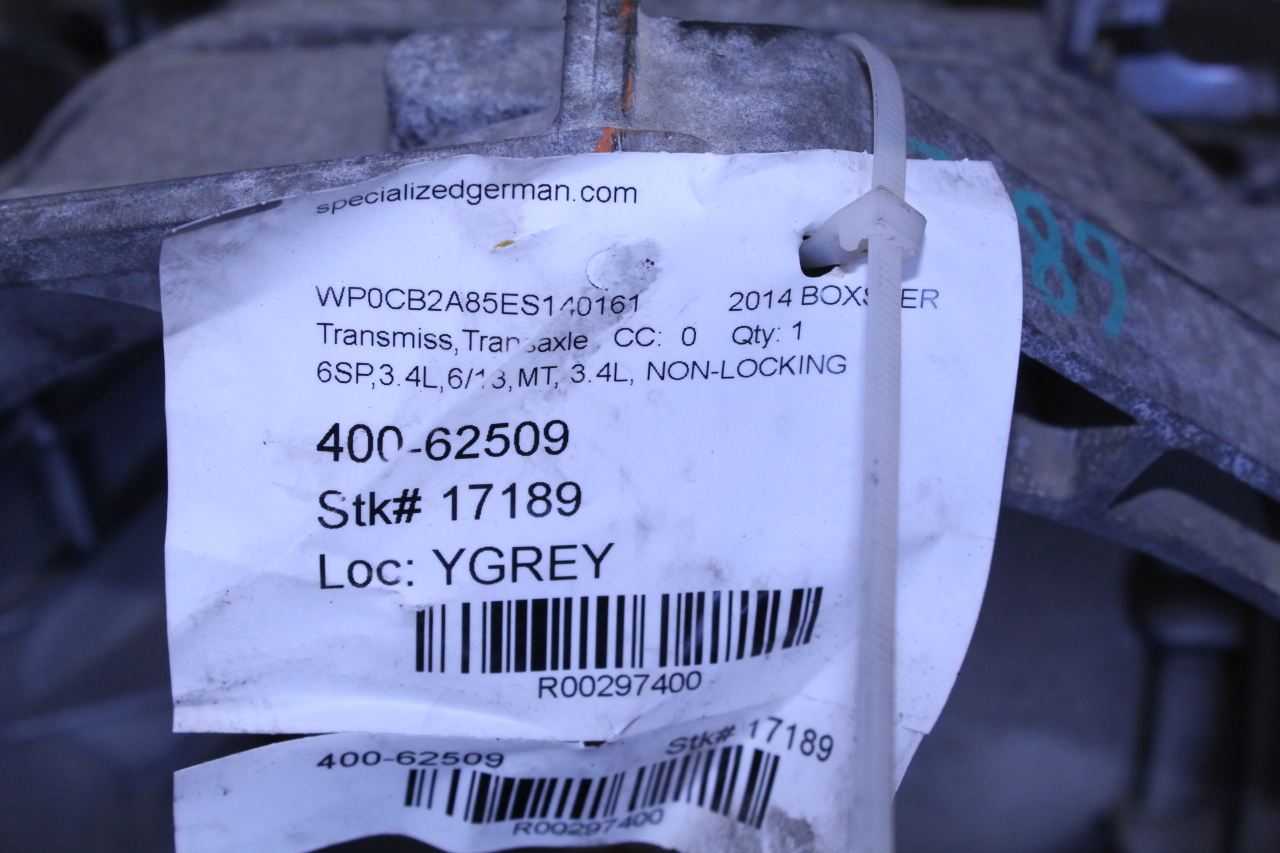 specializedgerman.com
WP0CB2A85ES140161 2014 BOXSTER
Transmiss,Transaxle CC: 0 Qty: 1
6SP,3.4L,6/13,MT, 3.4L, NON-LOCKING
400-62509
Stk# 17189
Loc: YGREY
R00297400
400-62509 Stk# 17189
R00297400
89